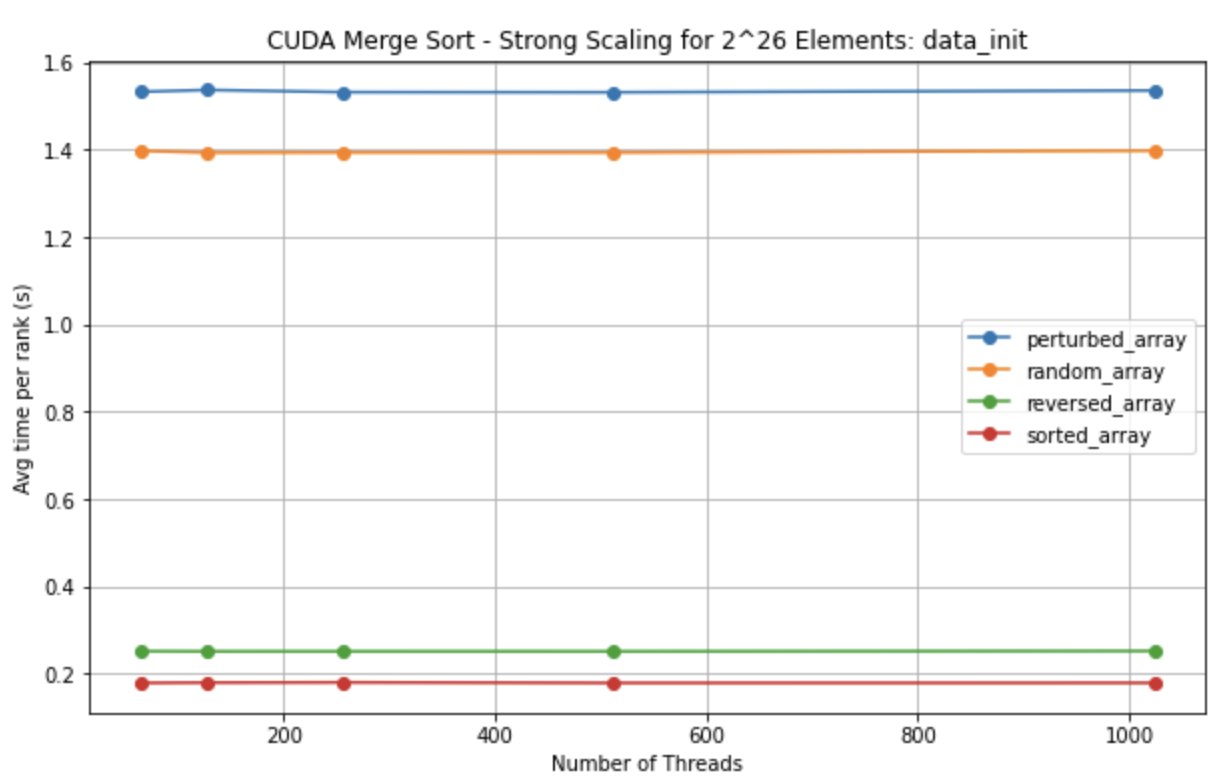 CUDA Merge Sort - Strong Scaling for 2^26 Elements: data_init
1.6
1.4
1.2
1.0
0.8
0.6
0.4
0.2
Avg time per rank (s)
perturbed_array
random_array
reversed_array
sorted_array
200
400
600
800
1000
Number of Threads